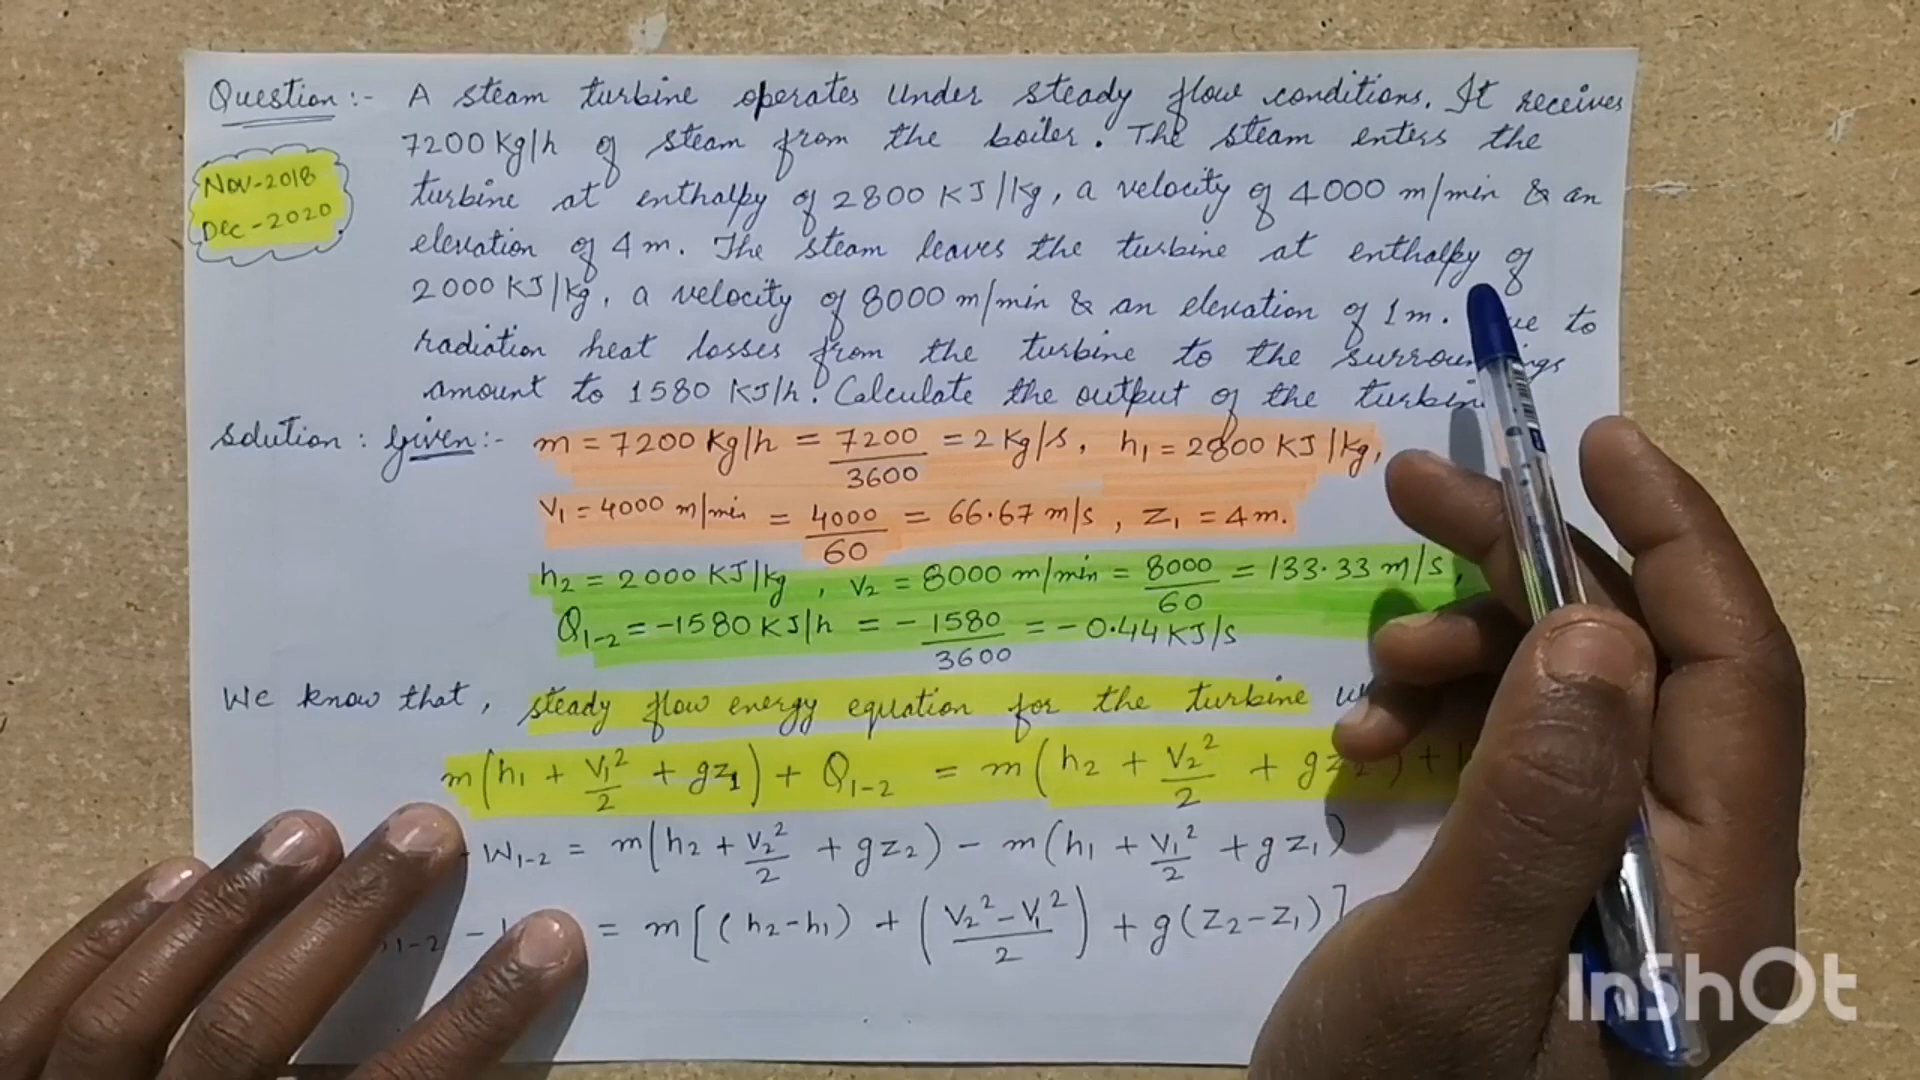 Question :- A steam turbine operates under steady flow conditions. It receives
7200 Kg/h of steam from the boiler. The steam enters the
Nov-2018
Dec-2020
turbine at enthalpy of 2800 KJ/Kg, a velocity of 4000 m/min & an
elevation of 4 m. The steam leaves the turbine at enthalpy of
2000 KJ/Kg, a velocity of 8000 m/min & an elevation of 1 m. to
radiation heat losses from the turbine to the
amount to 1580 KJ/h. Calculate the output of the
Solution : Given :- m = 7200 Kg/h = 7200/3600 = 2 Kg/s, h₁ = 2800 KJ/Kg,
V₁ = 4000 m/min = 4000/60 = 66.67 m/s, Z₁ = 4 m.
h₂ = 2000 KJ/Kg, V₂ = 8000 m/min = 8000/60 = 133.33 m/s,
Q₁₋₂ = -1580 KJ/h = -1580/3600 = -0.44 KJ/s
We know that, steady flow energy equation for the turbine
m(h₁ + V₁²/2 + gz₁) + Q₁₋₂ = m(h₂ + V₂²/2 + gz₂) +
- W₁₋₂ = m(h₂ + V₂²/2 + gz₂) - m(h₁ + V₁²/2 + gz₁)
= m[(h₂-h₁) + (V₂²-V₁²/2) + g(Z₂-Z₁)]
InShOt